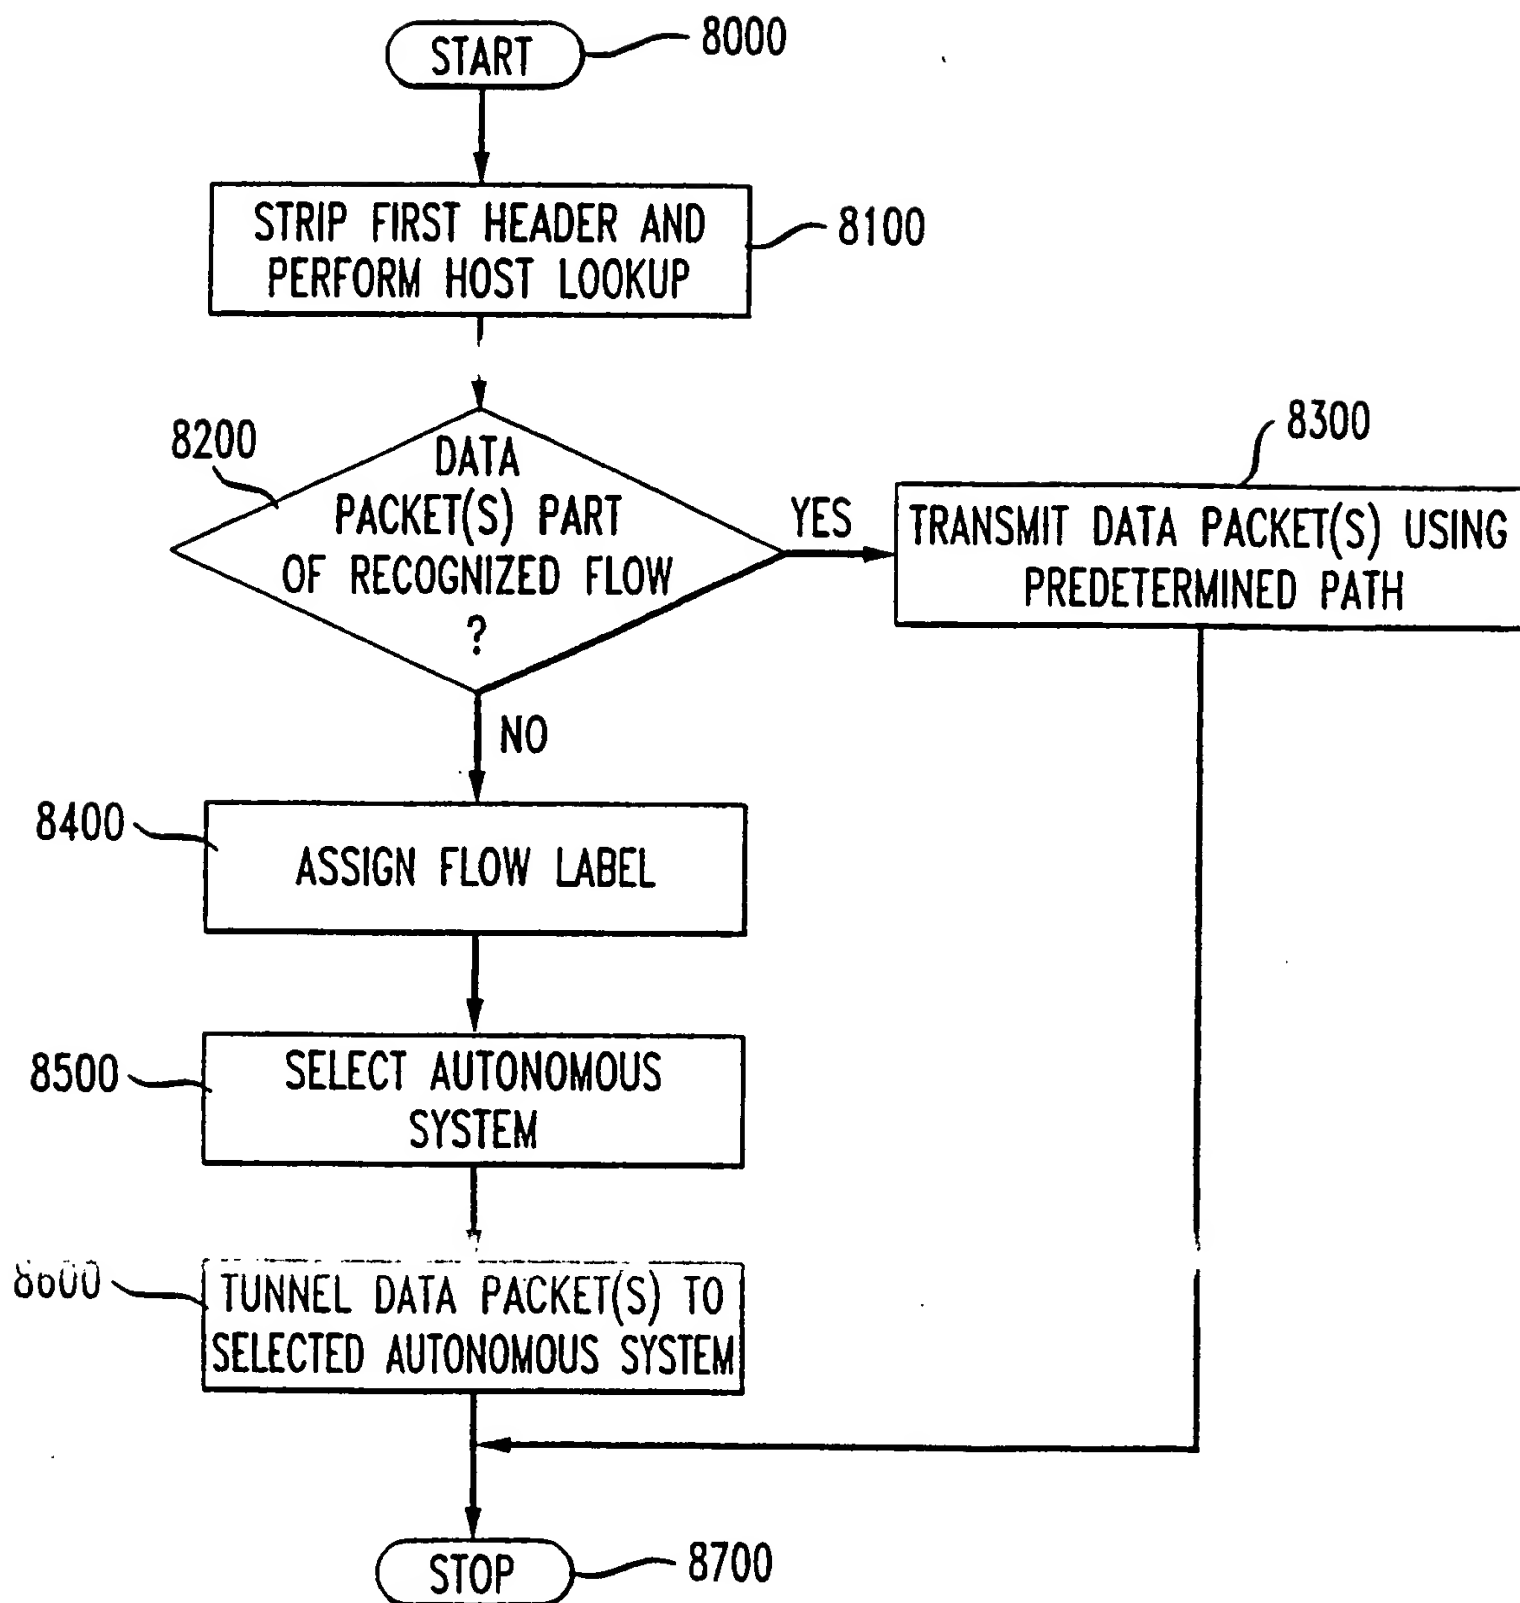 START
8000
STRIP FIRST HEADER AND
PERFORM HOST LOOKUP
8100
8200
DATA
PACKET(S) PART
OF RECOGNIZED FLOW
?
YES
8300
TRANSMIT DATA PACKET(S) USING
PREDETERMINED PATH
NO
8400
ASSIGN FLOW LABEL
8500
SELECT AUTONOMOUS
SYSTEM
8600
TUNNEL DATA PACKET(S) TO
SELECTED AUTONOMOUS SYSTEM
STOP
8700